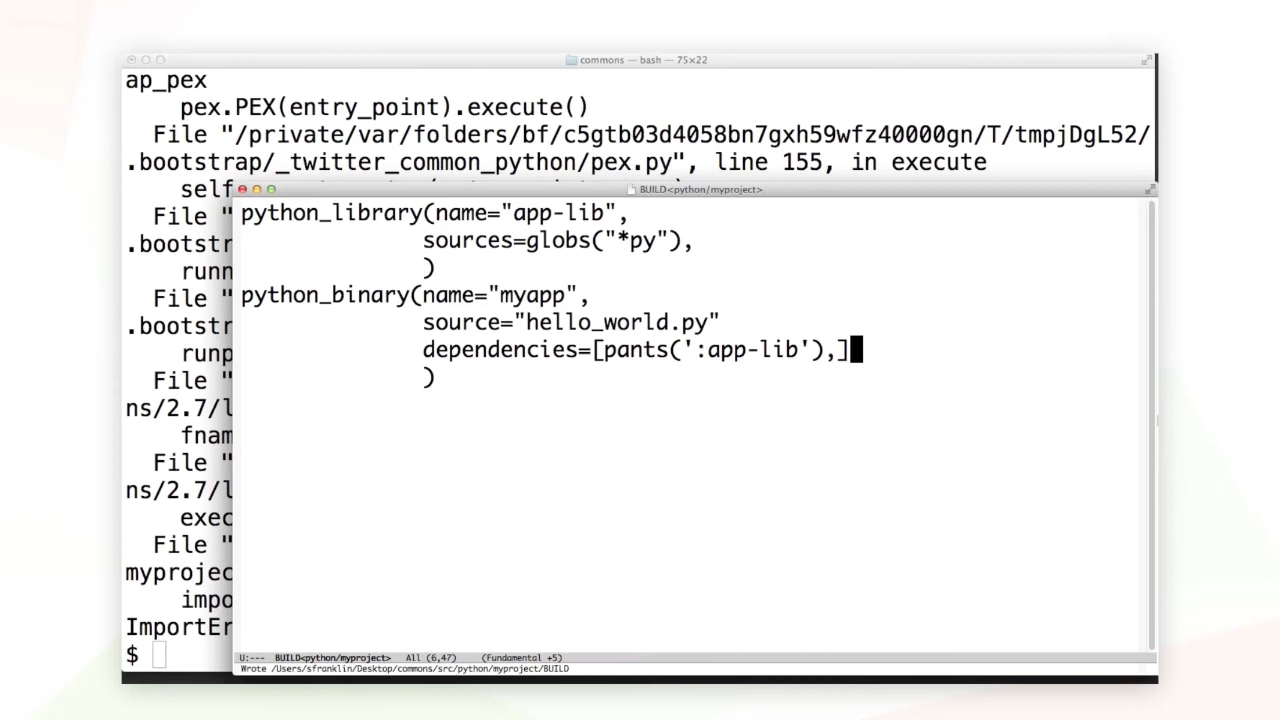 commons — bash — 75×22
ap_pex
pex.PEX(entry_point).execute()
File "/private/var/folders/bf/c5gtb03d4058bn7gxh59wfz40000gn/T/tmpjDgL52/
.bootstrap/_twitter_common_python/pex.py", line 155, in execute
self
File "
.bootstr
runn
File "
.bootstr
runp
File "
ns/2.7/l
fnam
File "
ns/2.7/l
exec
File "
myprojec
impo
ImportEr
$
BUILD<python/myproject>
python_library(name="app-lib",
sources=globs("*py"),
)
python_binary(name="myapp",
source="hello_world.py"
dependencies=[pants(':app-lib'),]
)
U:--- BUILD<python/myproject> All (6,47) (Fundamental +5)
Wrote /Users/sfranklin/Desktop/commons/src/python/myproject/BUILD